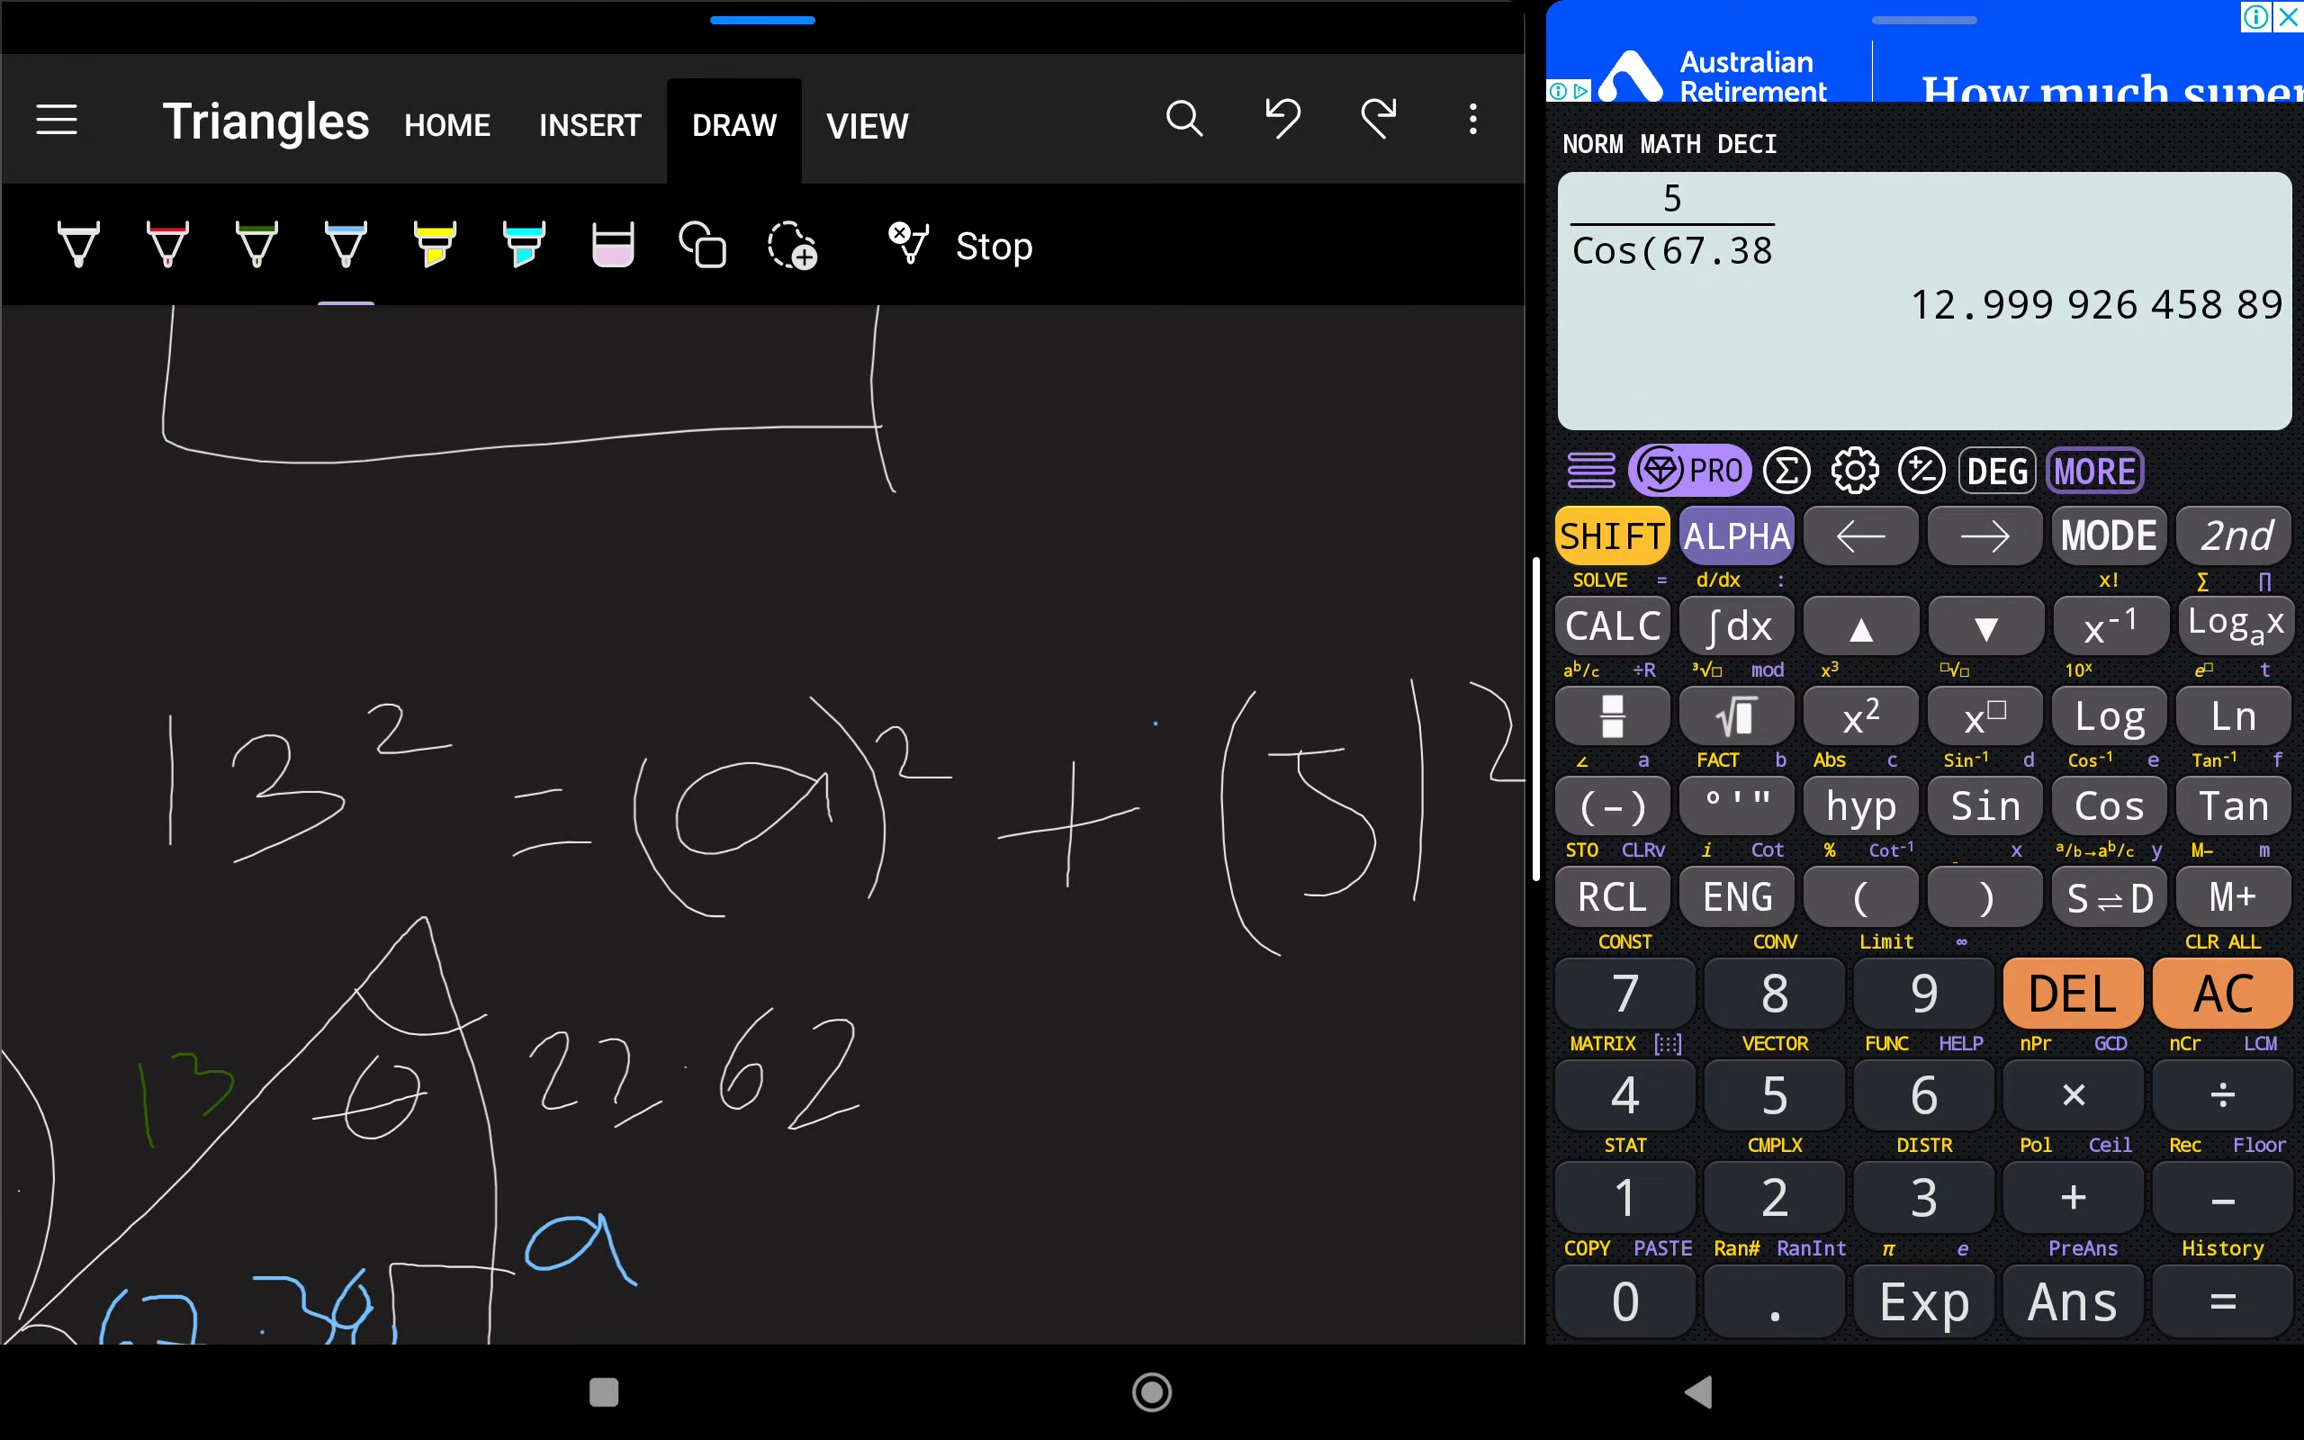 Triangles HOME INSERT DRAW VIEW
Stop
13² = (a)² + (5)²
13 θ 22.62
a
67.38
Australian
Retirement
How much super
NORM MATH DECI
5
Cos(67.38
12.999 926 458 89
PRO Σ DEG MORE
SHIFT ALPHA ← → MODE 2nd
SOLVE = d/dx : x! Σ ∏
CALC ∫dx ▲ ▼ x⁻¹ Logₐx
aᵇ/c ÷R ³√□ mod x³ □√□ 10ˣ e□ t
√ x² x□ Log Ln
∠ a FACT b Abs c Sin⁻¹ d Cos⁻¹ e Tan⁻¹ f
(−) °'" hyp Sin Cos Tan
STO CLRv i Cot % Cot⁻¹ x a/b→aᵇ/c y M− m
RCL ENG ( ) S⇌D M+
CONST CONV Limit ∞ CLR ALL
7 8 9 DEL AC
MATRIX VECTOR FUNC HELP nPr GCD nCr LCM
4 5 6 × ÷
STAT CMPLX DISTR Pol Ceil Rec Floor
1 2 3 + −
COPY PASTE Ran# RanInt π e PreAns History
0 . Exp Ans =